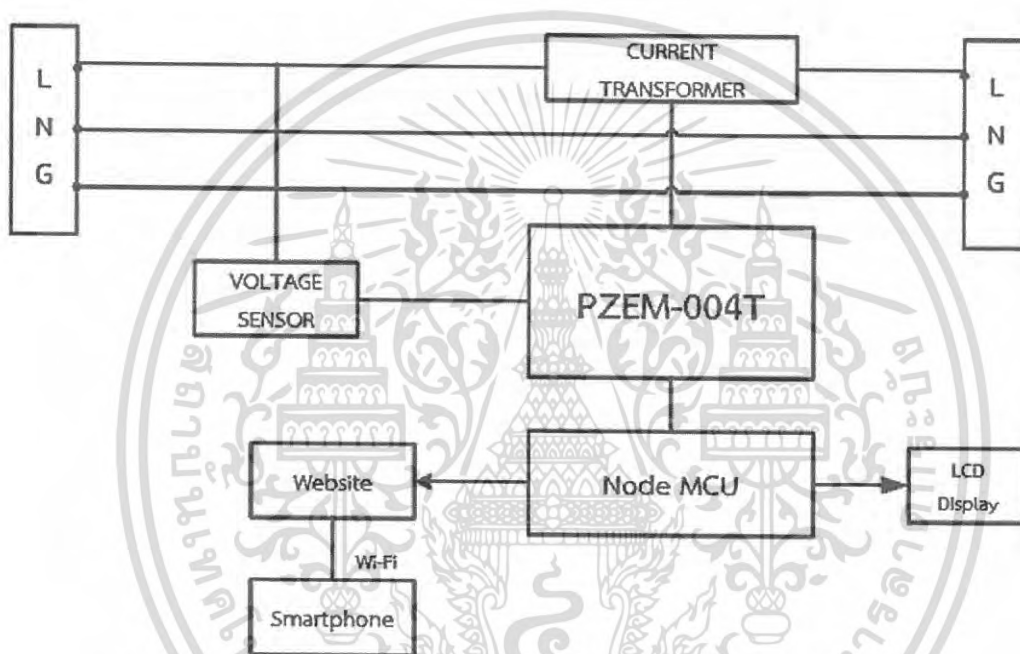 L
N
G
CURRENT
TRANSFORMER
L
N
G
VOLTAGE
SENSOR
PZEM-004T
Website
Node MCU
LCD
Display
Wi-Fi
Smartphone